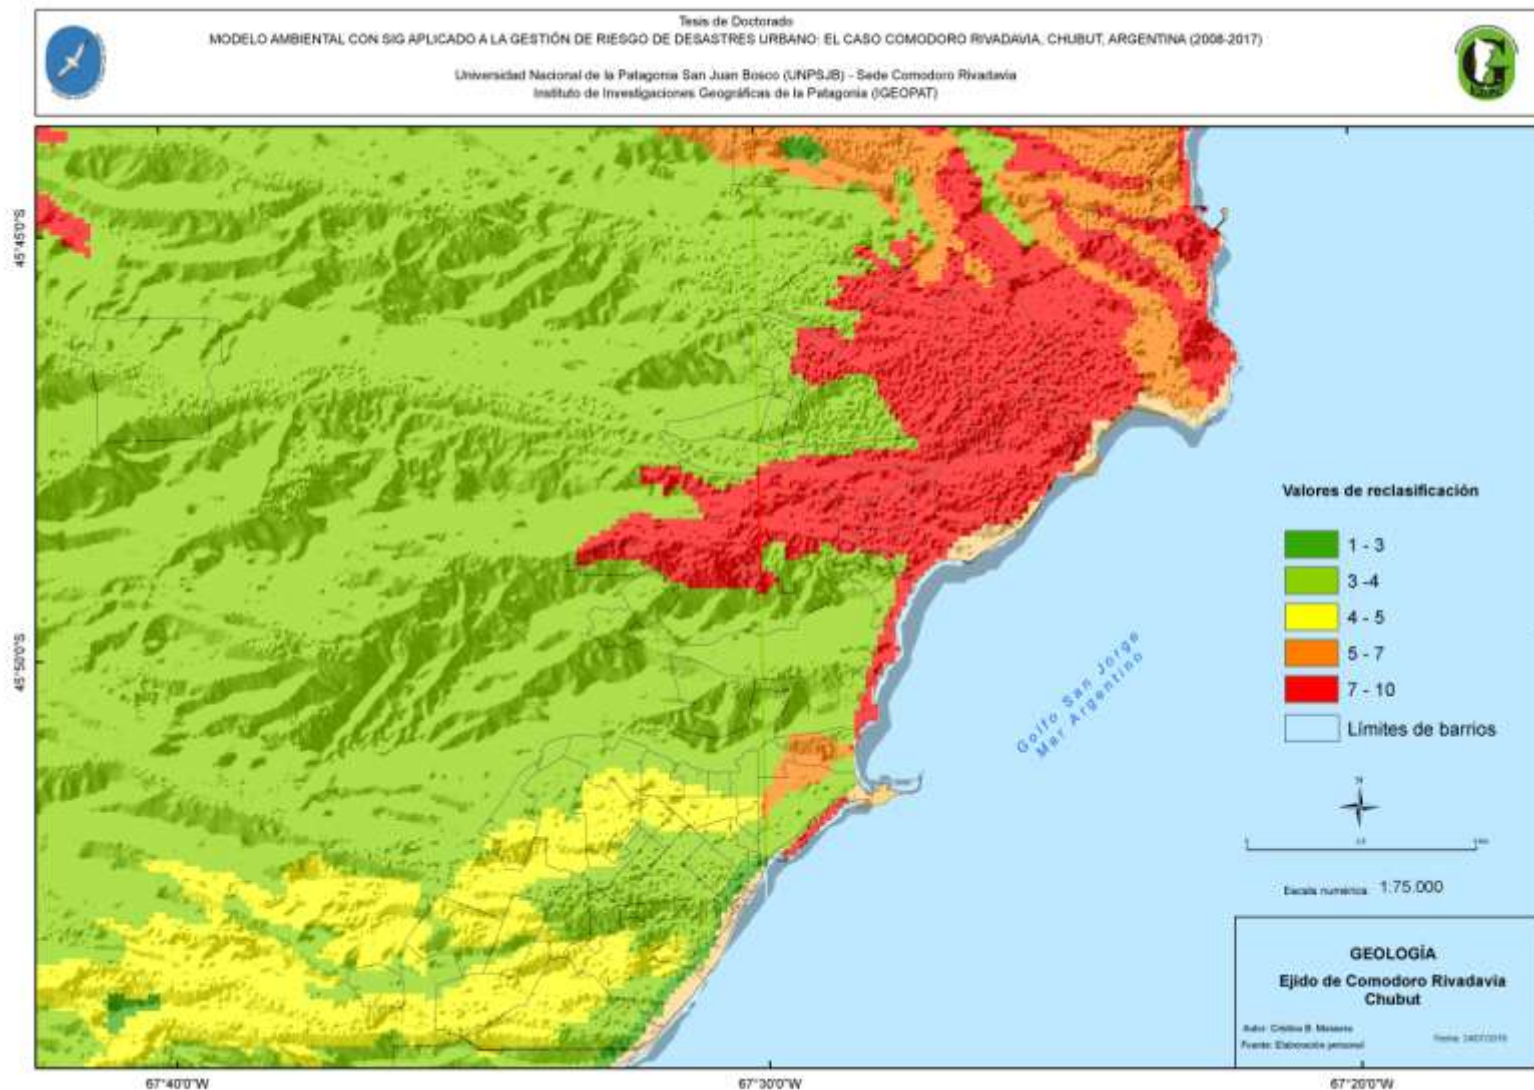 Tesis de Doctorado
MODELO AMBIENTAL CON SIG APLICADO A LA GESTIÓN DE RIESGO DE DESASTRES URBANO: EL CASO COMODORO RIVADAVIA, CHUBUT, ARGENTINA (2008-2017)
Universidad Nacional de la Patagonia San Juan Bosco (UNPSJB) - Sede Comodoro Rivadavia
Instituto de Investigaciones Geográficas de la Patagonia (IGEOPAT)
45°45'0"S
45°50'0"S
Golfo San Jorge
Mar Argentino
Valores de reclasificación
1 - 3
3 -4
4 - 5
5 - 7
7 - 10
Límites de barrios
N
Escala numérica 1:75.000
GEOLOGÍA
Ejido de Comodoro Rivadavia
Chubut
Autor: Cristina B.
Fuente: Elaboración personal
Fecha:
67°40'0"W
67°30'0"W
67°20'0"W